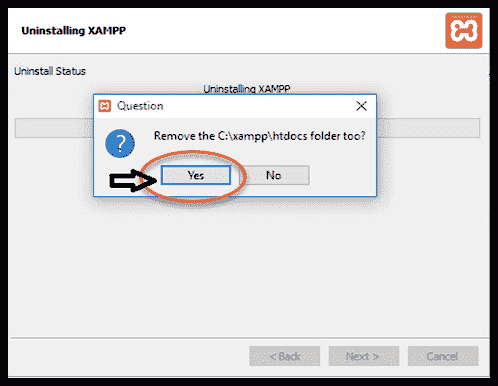 Uninstalling XAMPP
Uninstall Status
Uninstalling XAMPP
Question
Remove the C:\xampp\htdocs folder too?
Yes
No
< Back
Next >
Cancel